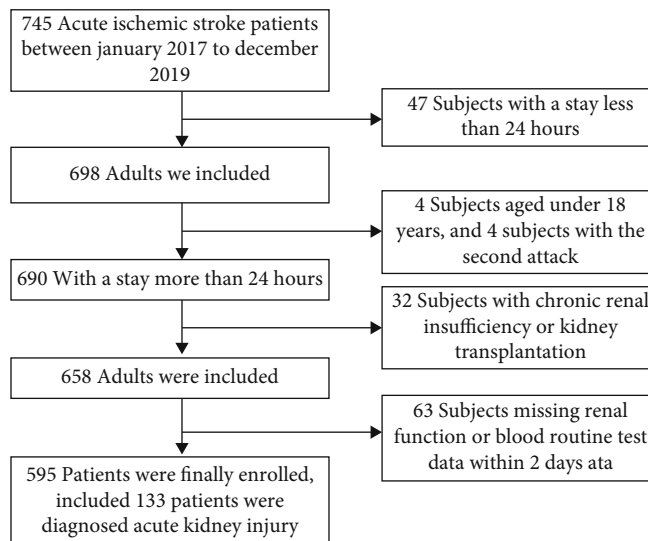 745 Acute ischemic stroke patients
between january 2017 to december
2019
47 Subjects with a stay less
than 24 hours
698 Adults we included
4 Subjects aged under 18
years, and 4 subjects with the
second attack
690 With a stay more than 24 hours
32 Subjects with chronic renal
insufficiency or kidney
transplantation
658 Adults were included
63 Subjects missing renal
function or blood routine test
data within 2 days ata
595 Patients were finally enrolled,
included 133 patients were
diagnosed acute kidney injury